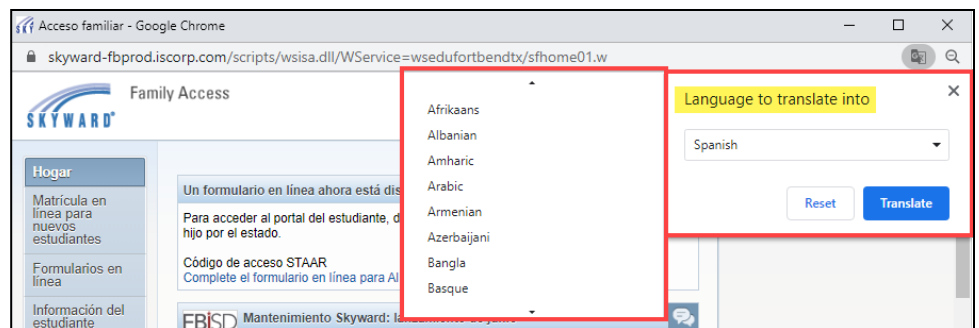 Acceso familiar - Google Chrome
skyward-fbprod.iscorp.com/scripts/wsisa.dll/WService=wsedufortbendtx/sfhome01.w
SKYWARD
Family Access
Hogar
Matrícula en
línea para
nuevos
estudiantes
Formularios en
línea
Información del
estudiante
Un formulario en línea ahora está
Para acceder al portal del estudiante,
hijo por el estado.
Código de acceso STAAR
Complete el formulario en línea para
FBISD Mantenimiento Skyward: de junio
Afrikaans
Albanian
Amharic
Arabic
Armenian
Azerbaijani
Bangla
Basque
Language to translate into
Spanish
Reset
Translate